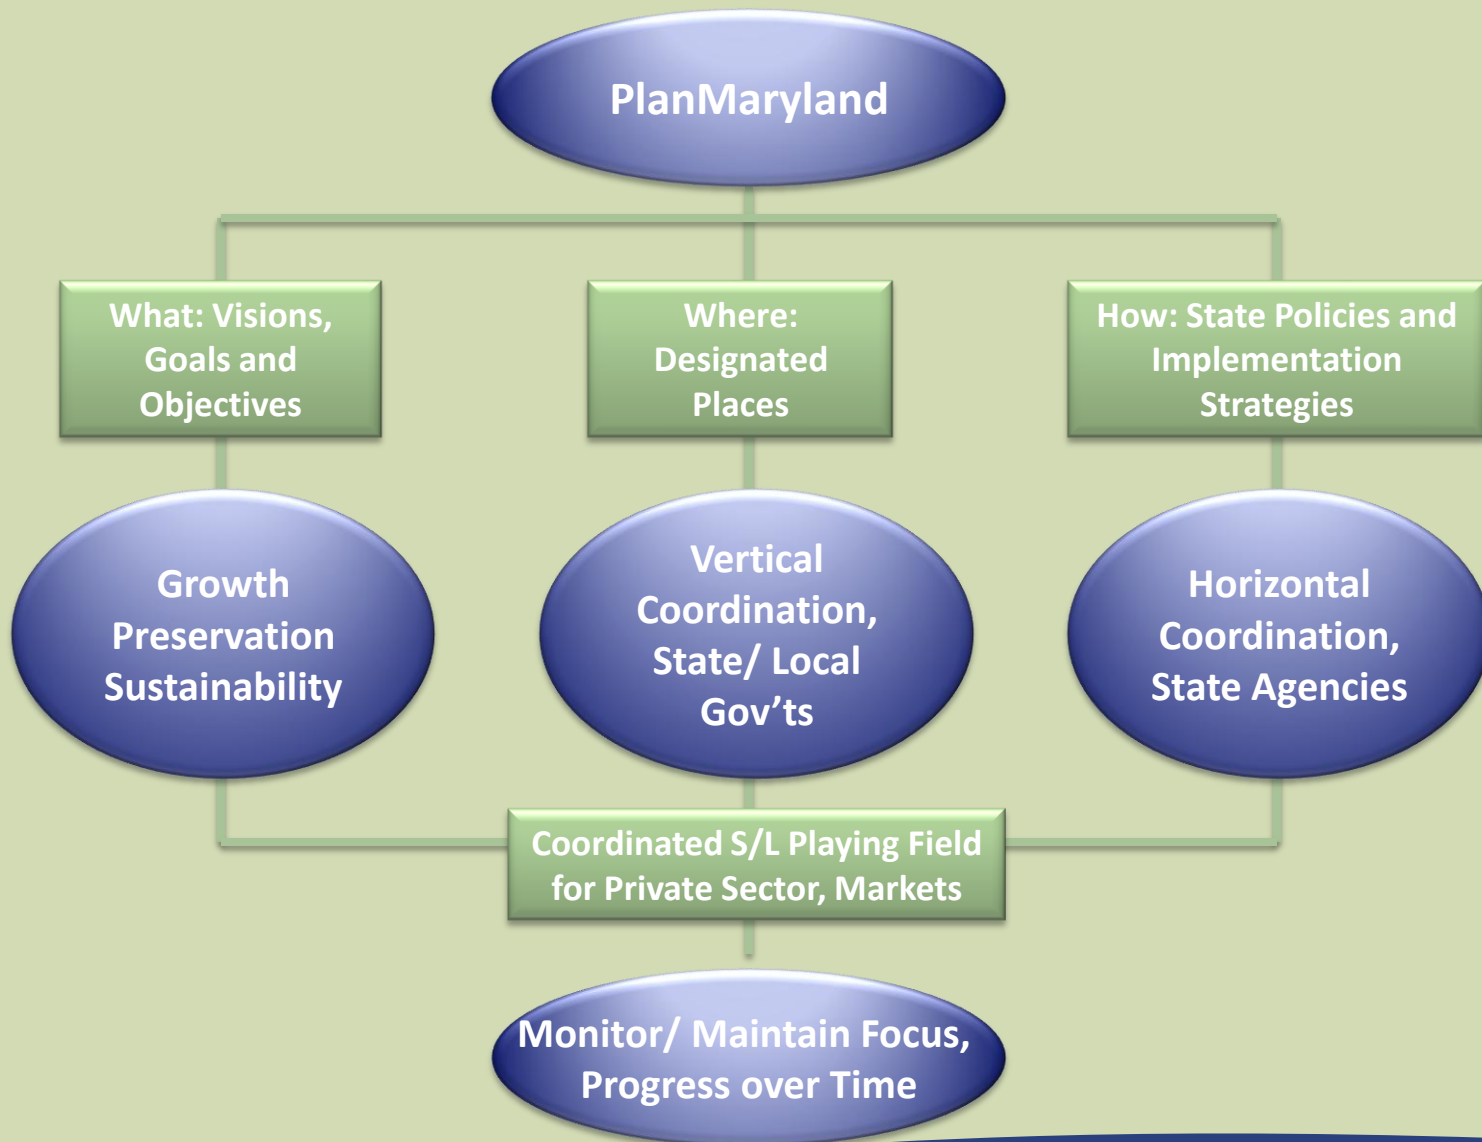 PlanMaryland
What: Visions,
Goals and
Objectives
Where:
Designated
Places
How: State Policies and
Implementation
Strategies
Growth
Preservation
Sustainability
Vertical
Coordination,
State/ Local
Gov’ts
Horizontal
Coordination,
State Agencies
Coordinated S/L Playing Field
for Private Sector, Markets
Monitor/ Maintain Focus,
Progress over Time